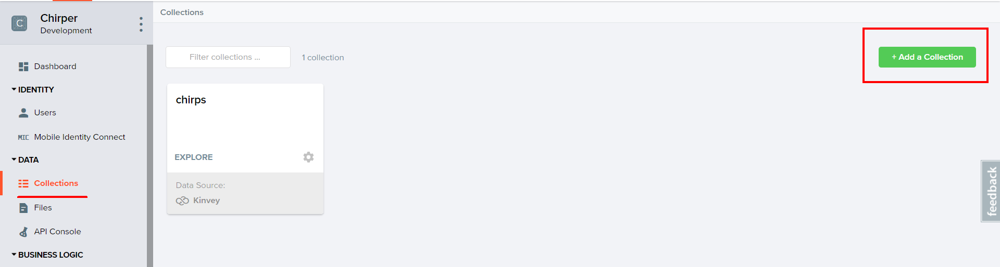 C
Chirper
Development
Dashboard
IDENTITY
Users
MIC Mobile Identity Connect
DATA
Collections
Files
API Console
BUSINESS LOGIC
Collections
Filter collections ...
1 collection
+ Add a Collection
chirps
EXPLORE
Data Source:
Kinvey
feedback